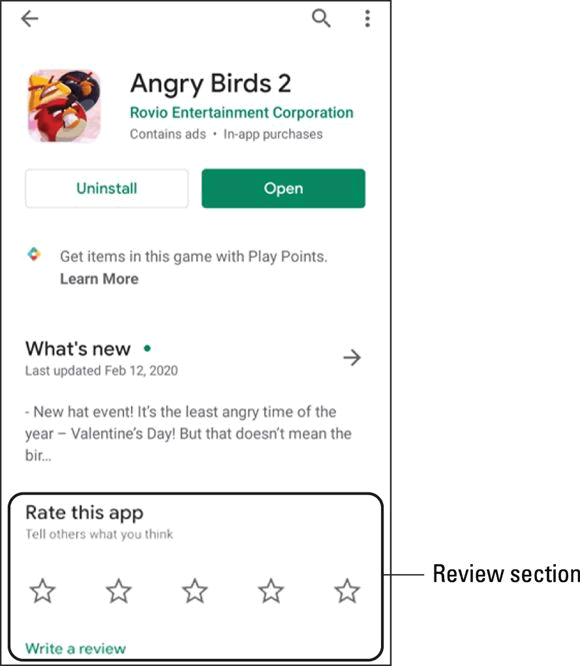 Angry Birds 2
Rovio Entertainment Corporation
Contains ads • In-app purchases
Uninstall
Open
Get items in this game with Play Points.
Learn More
What's new •
Last updated Feb 12, 2020
- New hat event! It's the least angry time of the
year – Valentine's Day! But that doesn't mean the
bir...
Rate this app
Tell others what you think
Write a review
Review section